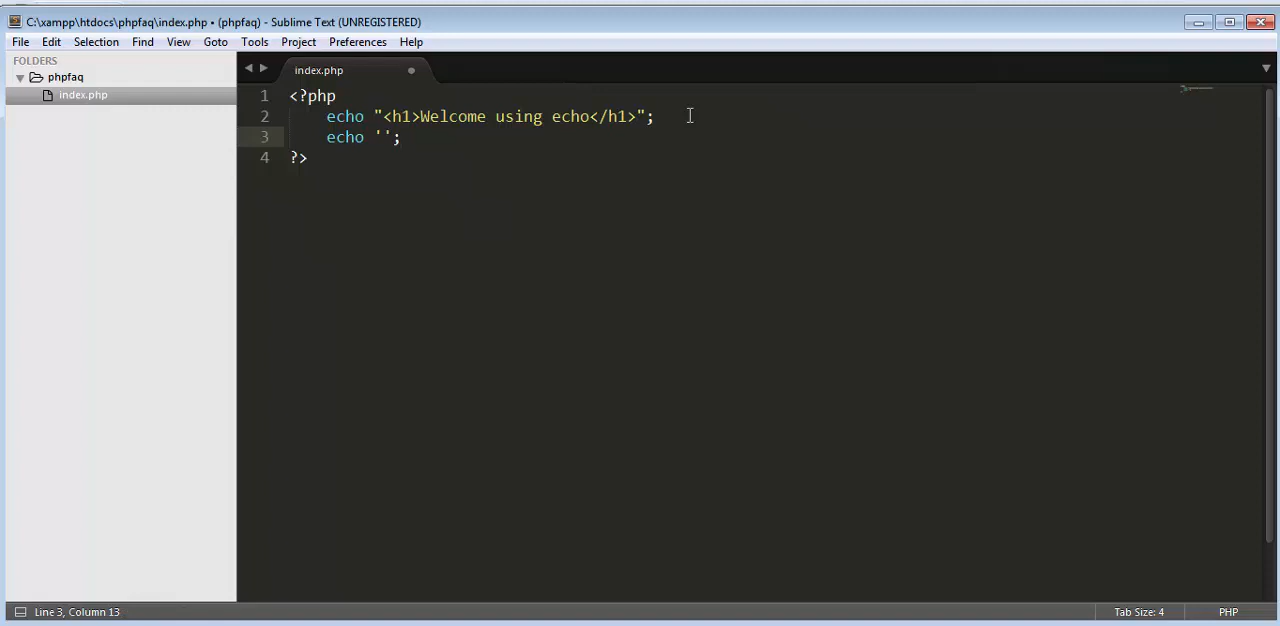 C:\xampp\htdocs\phpfaq\index.php • (phpfaq) - Sublime Text (UNREGISTERED)
File Edit Selection Find View Goto Tools Project Preferences Help
FOLDERS
phpfaq
index.php
index.php
1 <?php
2 echo "<h1>Welcome using echo</h1>";
3 echo '';
4 ?>
Line 3, Column 13 Tab Size: 4 PHP